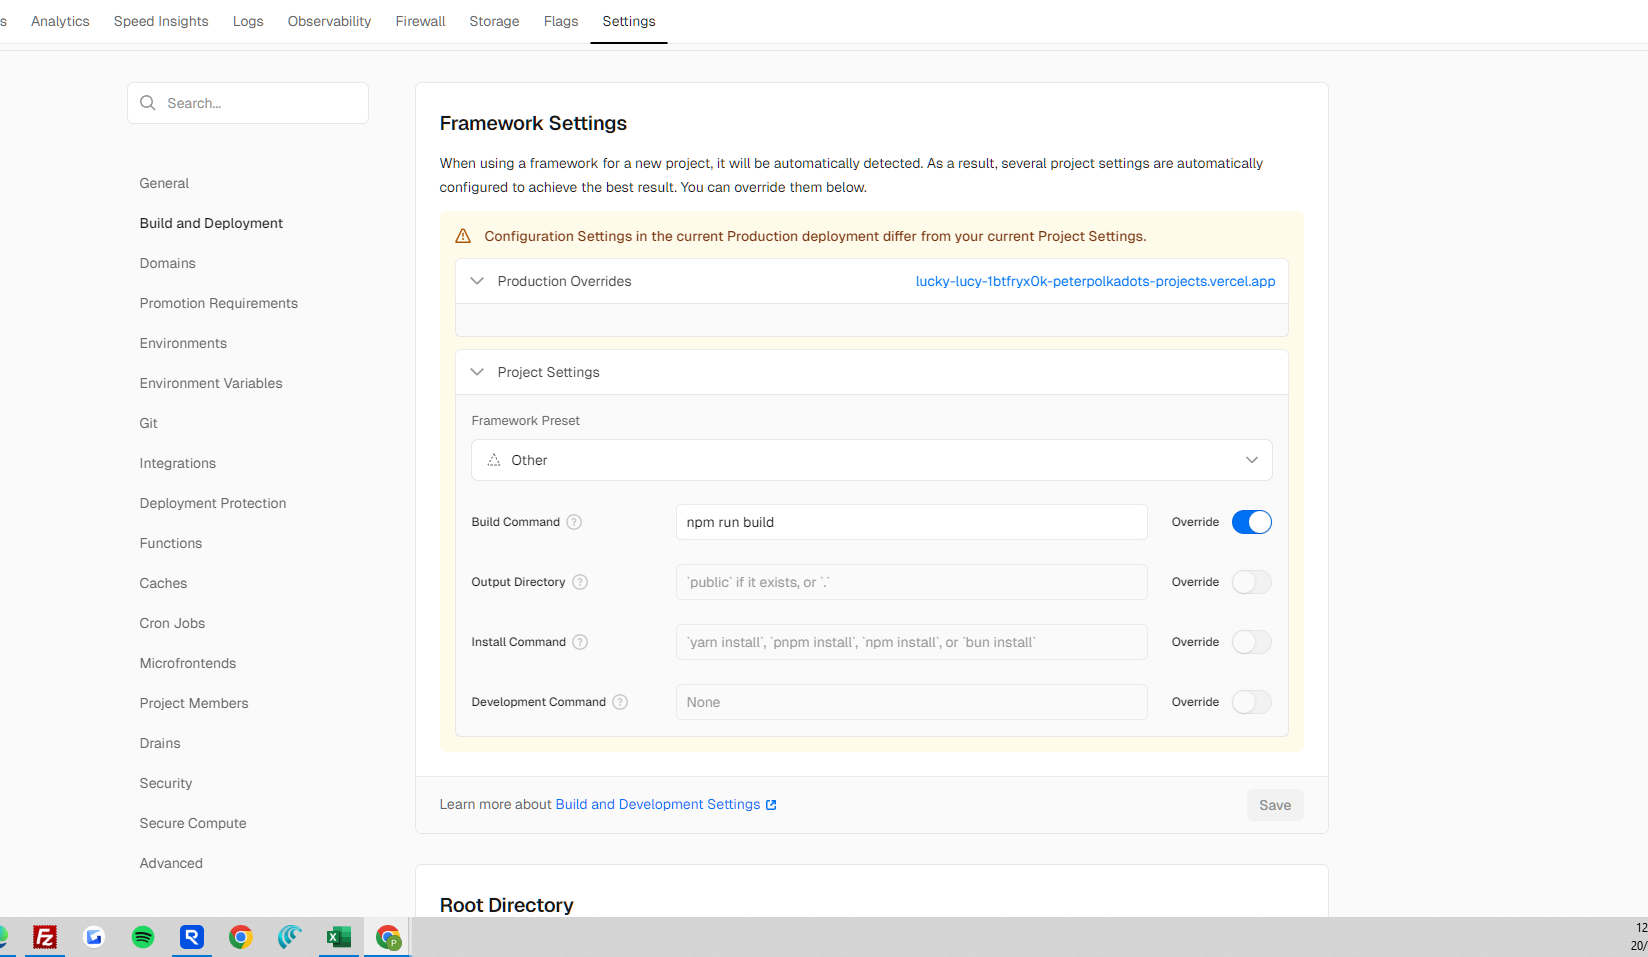 s Analytics Speed Insights Logs Observability Firewall Storage Flags Settings
Search...
General
Build and Deployment
Domains
Promotion Requirements
Environments
Environment Variables
Git
Integrations
Deployment Protection
Functions
Caches
Cron Jobs
Microfrontends
Project Members
Drains
Security
Secure Compute
Advanced
Framework Settings
When using a framework for a new project, it will be automatically detected. As a result, several project settings are automatically
configured to achieve the best result. You can override them below.
Configuration Settings in the current Production deployment differ from your current Project Settings.
Production Overrides lucky-lucy-1btfryx0k-peterpolkadots-projects.vercel.app
Project Settings
Framework Preset
Other
Build Command ? npm run build Override
Output Directory ? `public` if it exists, or `.` Override
Install Command ? `yarn install`, `pnpm install`, `npm install`, or `bun install` Override
Development Command ? None Override
Learn more about Build and Development Settings Save
Root Directory
12
20/